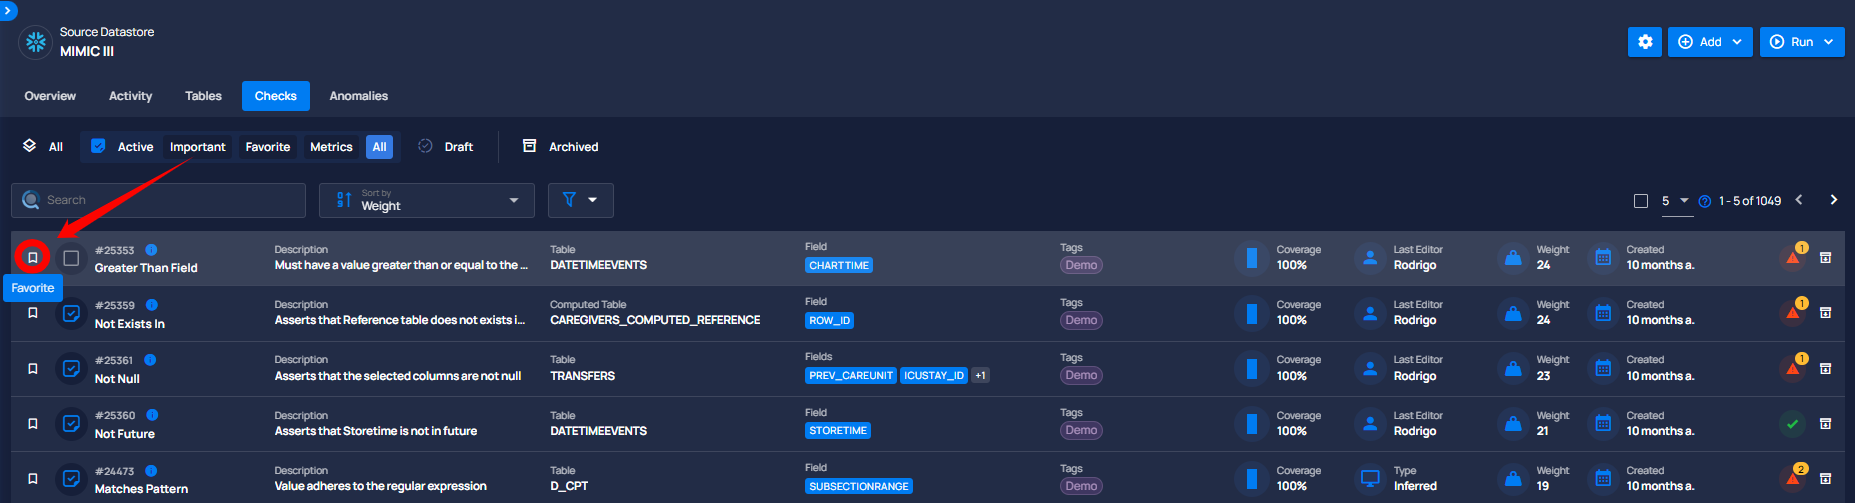 Source Datastore
MIMIC III
Add
Run
Overview
Activity
Tables
Checks
Anomalies
All
Active
Important
Favorite
Metrics
All
Draft
Archived
Search
Sort by
Weight
5
1 - 5 of 1049
#25353
Greater Than Field
Description
Must have a value greater than or equal to the ...
Table
DATETIMEEVENTS
Field
CHARTTIME
Tags
Demo
Coverage
100%
Last Editor
Rodrigo
Weight
24
Created
10 months a.
1
Favorite
#25359
Not Exists In
Description
Asserts that Reference table does not exists i...
Computed Table
CAREGIVERS_COMPUTED_REFERENCE
Field
ROW_ID
Tags
Demo
Coverage
100%
Last Editor
Rodrigo
Weight
24
Created
10 months a.
1
#25361
Not Null
Description
Asserts that the selected columns are not null
Table
TRANSFERS
Fields
PREV_CAREUNIT ICUSTAY_ID +1
Tags
Demo
Coverage
100%
Last Editor
Rodrigo
Weight
23
Created
10 months a.
1
#25360
Not Future
Description
Asserts that Storetime is not in future
Table
DATETIMEEVENTS
Field
STORETIME
Tags
Demo
Coverage
100%
Last Editor
Rodrigo
Weight
21
Created
10 months a.
#24473
Matches Pattern
Description
Value adheres to the regular expression
Table
D_CPT
Field
SUBSECTIONRANGE
Tags
Demo
Coverage
100%
Type
Inferred
Weight
19
Created
10 months a.
2